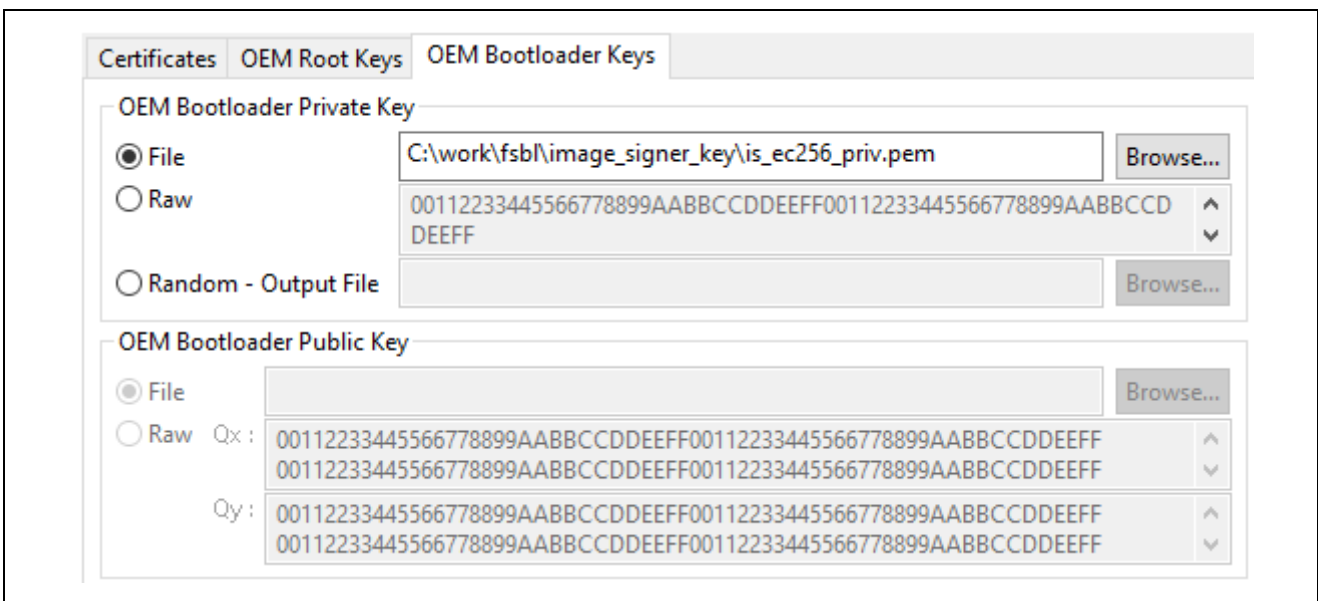 Certificates OEM Root Keys OEM Bootloader Keys
OEM Bootloader Private Key
File C:\work\fsbl\image_signer_key\is_ec256_priv.pem Browse...
Raw 00112233445566778899AABBCCDDEEFF00112233445566778899AABBCCD
DEEFF
Random - Output File Browse...
OEM Bootloader Public Key
File Browse...
Raw Qx : 00112233445566778899AABBCCDDEEFF00112233445566778899AABBCCDDEEFF
00112233445566778899AABBCCDDEEFF00112233445566778899AABBCCDDEEFF
Qy : 00112233445566778899AABBCCDDEEFF00112233445566778899AABBCCDDEEFF
00112233445566778899AABBCCDDEEFF00112233445566778899AABBCCDDEEFF